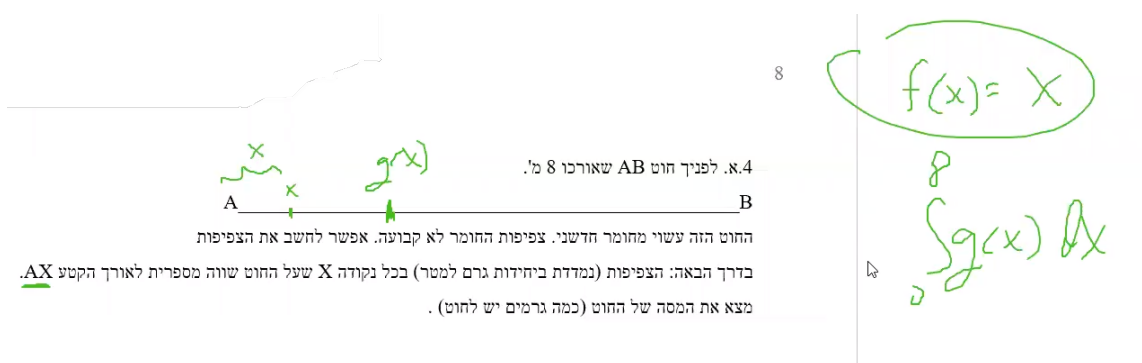 8
f(x)= x
4.א. לפניך חוט AB שאורכו 8 מ'.
x
x
g(x)
A B
8
∫g(x) dx
0
החוט הזה עשוי מחומר חדשני. צפיפות החומר לא קבועה. אפשר לחשב את הצפיפות
בדרך הבאה: הצפיפות (נמדדת ביחידות גרם למטר) בכל נקודה X שעל החוט שווה מספרית לאורך הקטע AX.
מצא את המסה של החוט (כמה גרמים יש לחוט) .